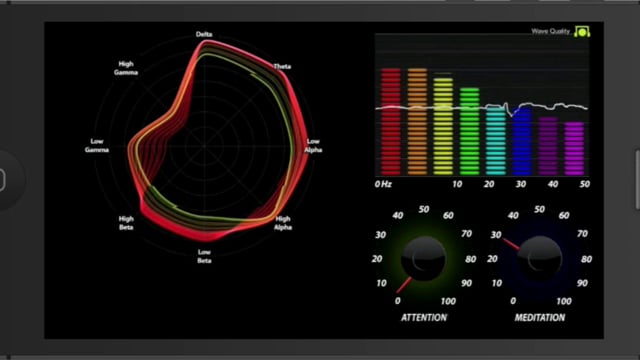 Wave Quality
Delta
Theta
Low
Alpha
High
Alpha
Low
Beta
High
Beta
Low
Gamma
High
Gamma
0 Hz 10 20 30 40 50
0 10 20 30 40 50 60 70 80 90 100
ATTENTION
0 10 20 30 40 50 60 70 80 90 100
MEDITATION